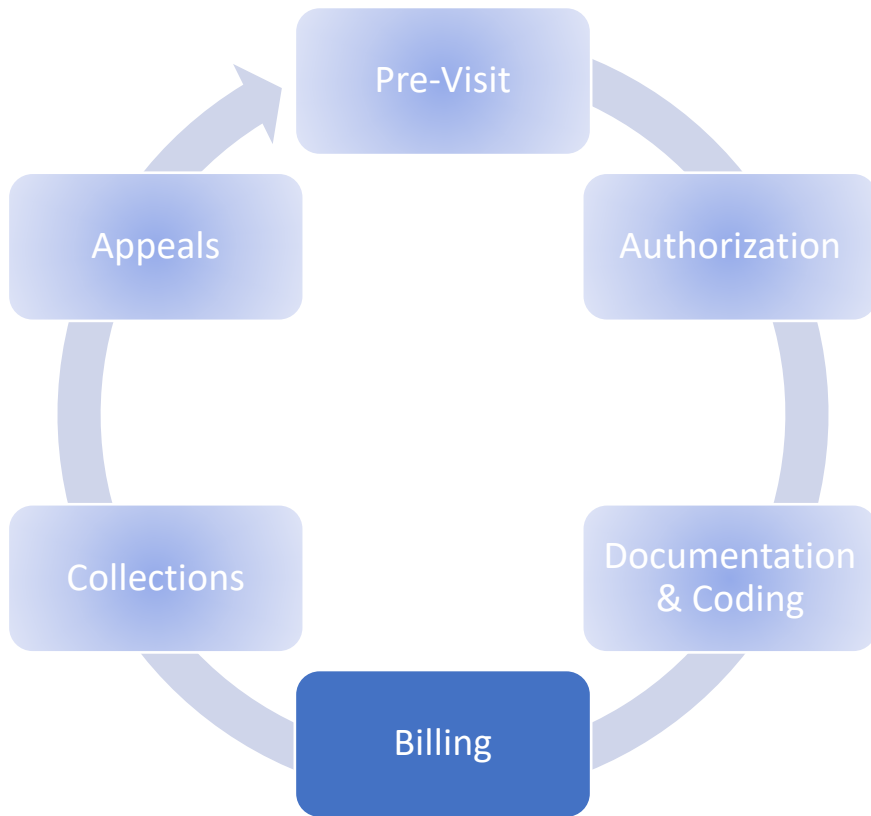 Pre-Visit
Authorization
Documentation
& Coding
Billing
Collections
Appeals